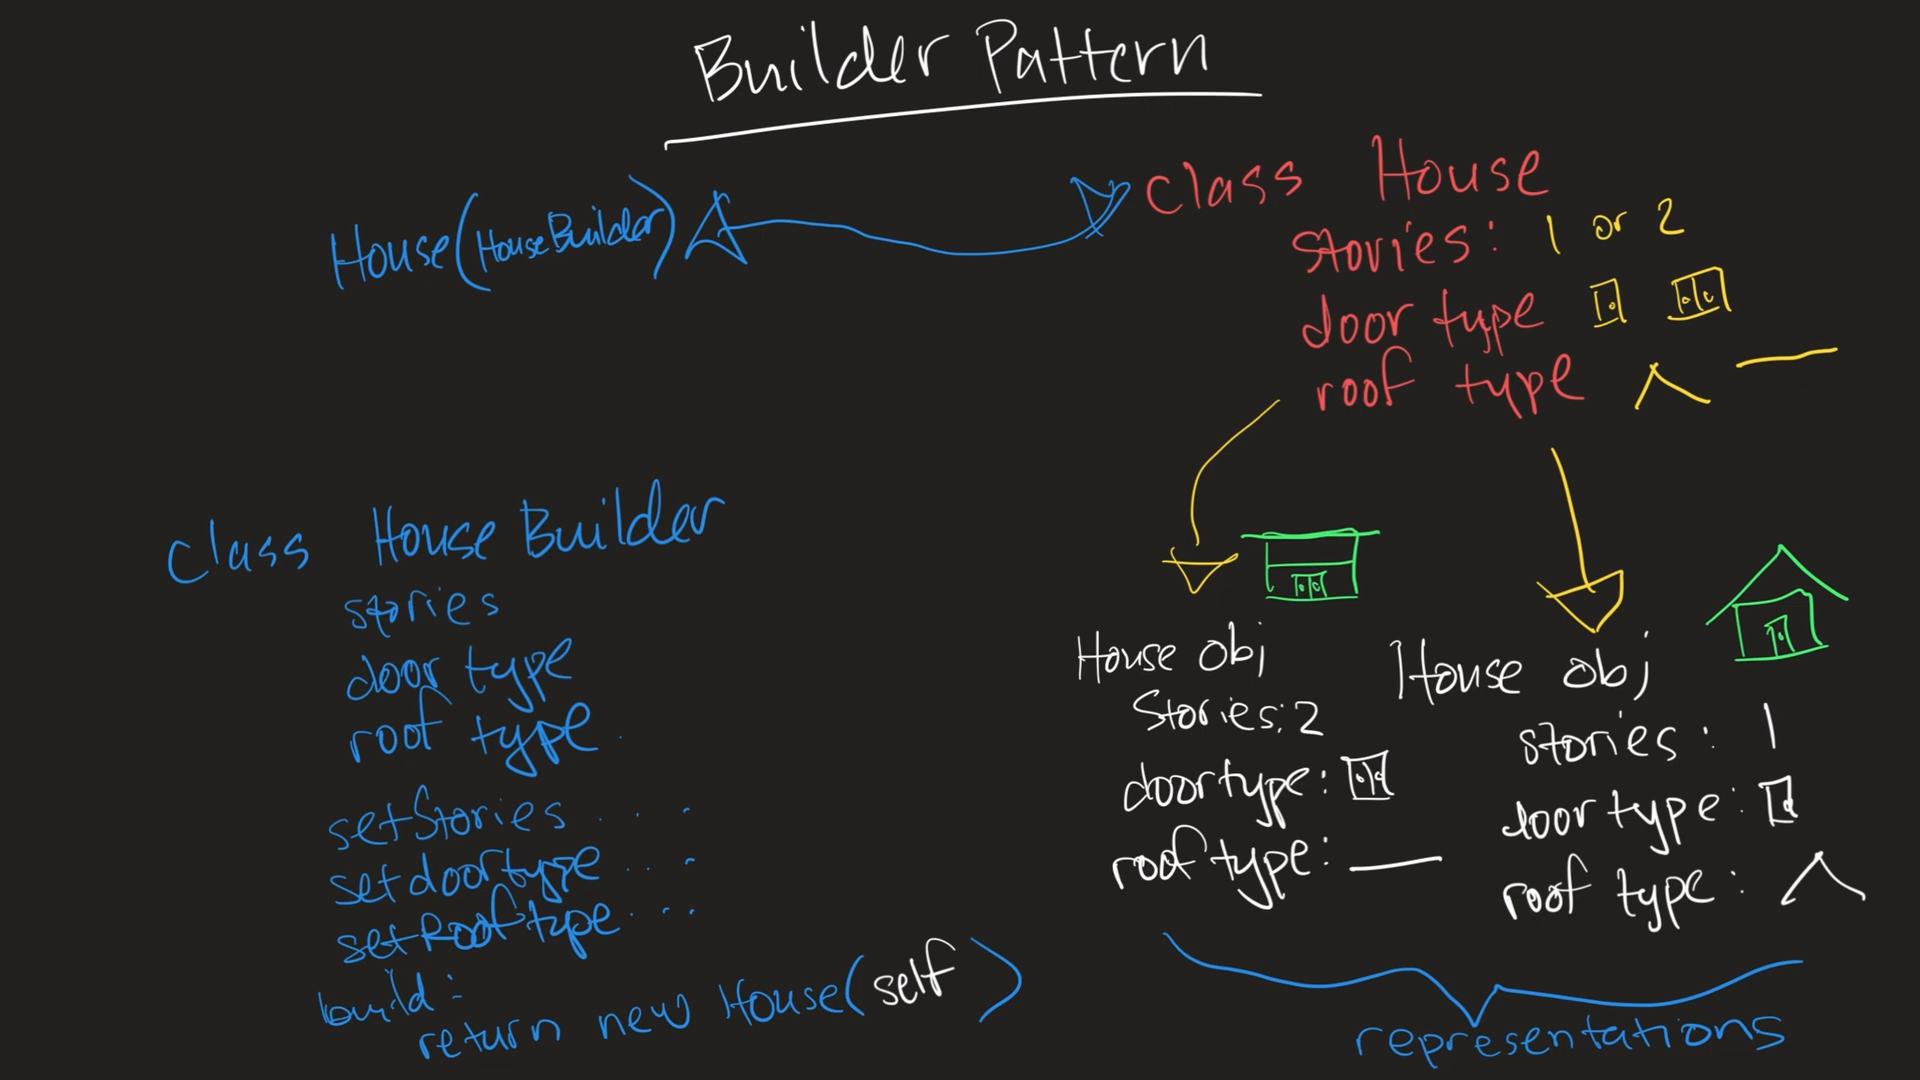 Builder Pattern
House(HouseBuilder)
class House
stories: 1 or 2
door type
roof type
class House Builder
stories
door type
roof type.
setStories ...
setdoortype ...
setRooftype ...
build:
return new House(self)
House obj
Stories: 2
doortype:
rooftype:
House obj
stories: 1
door type:
roof type:
representations